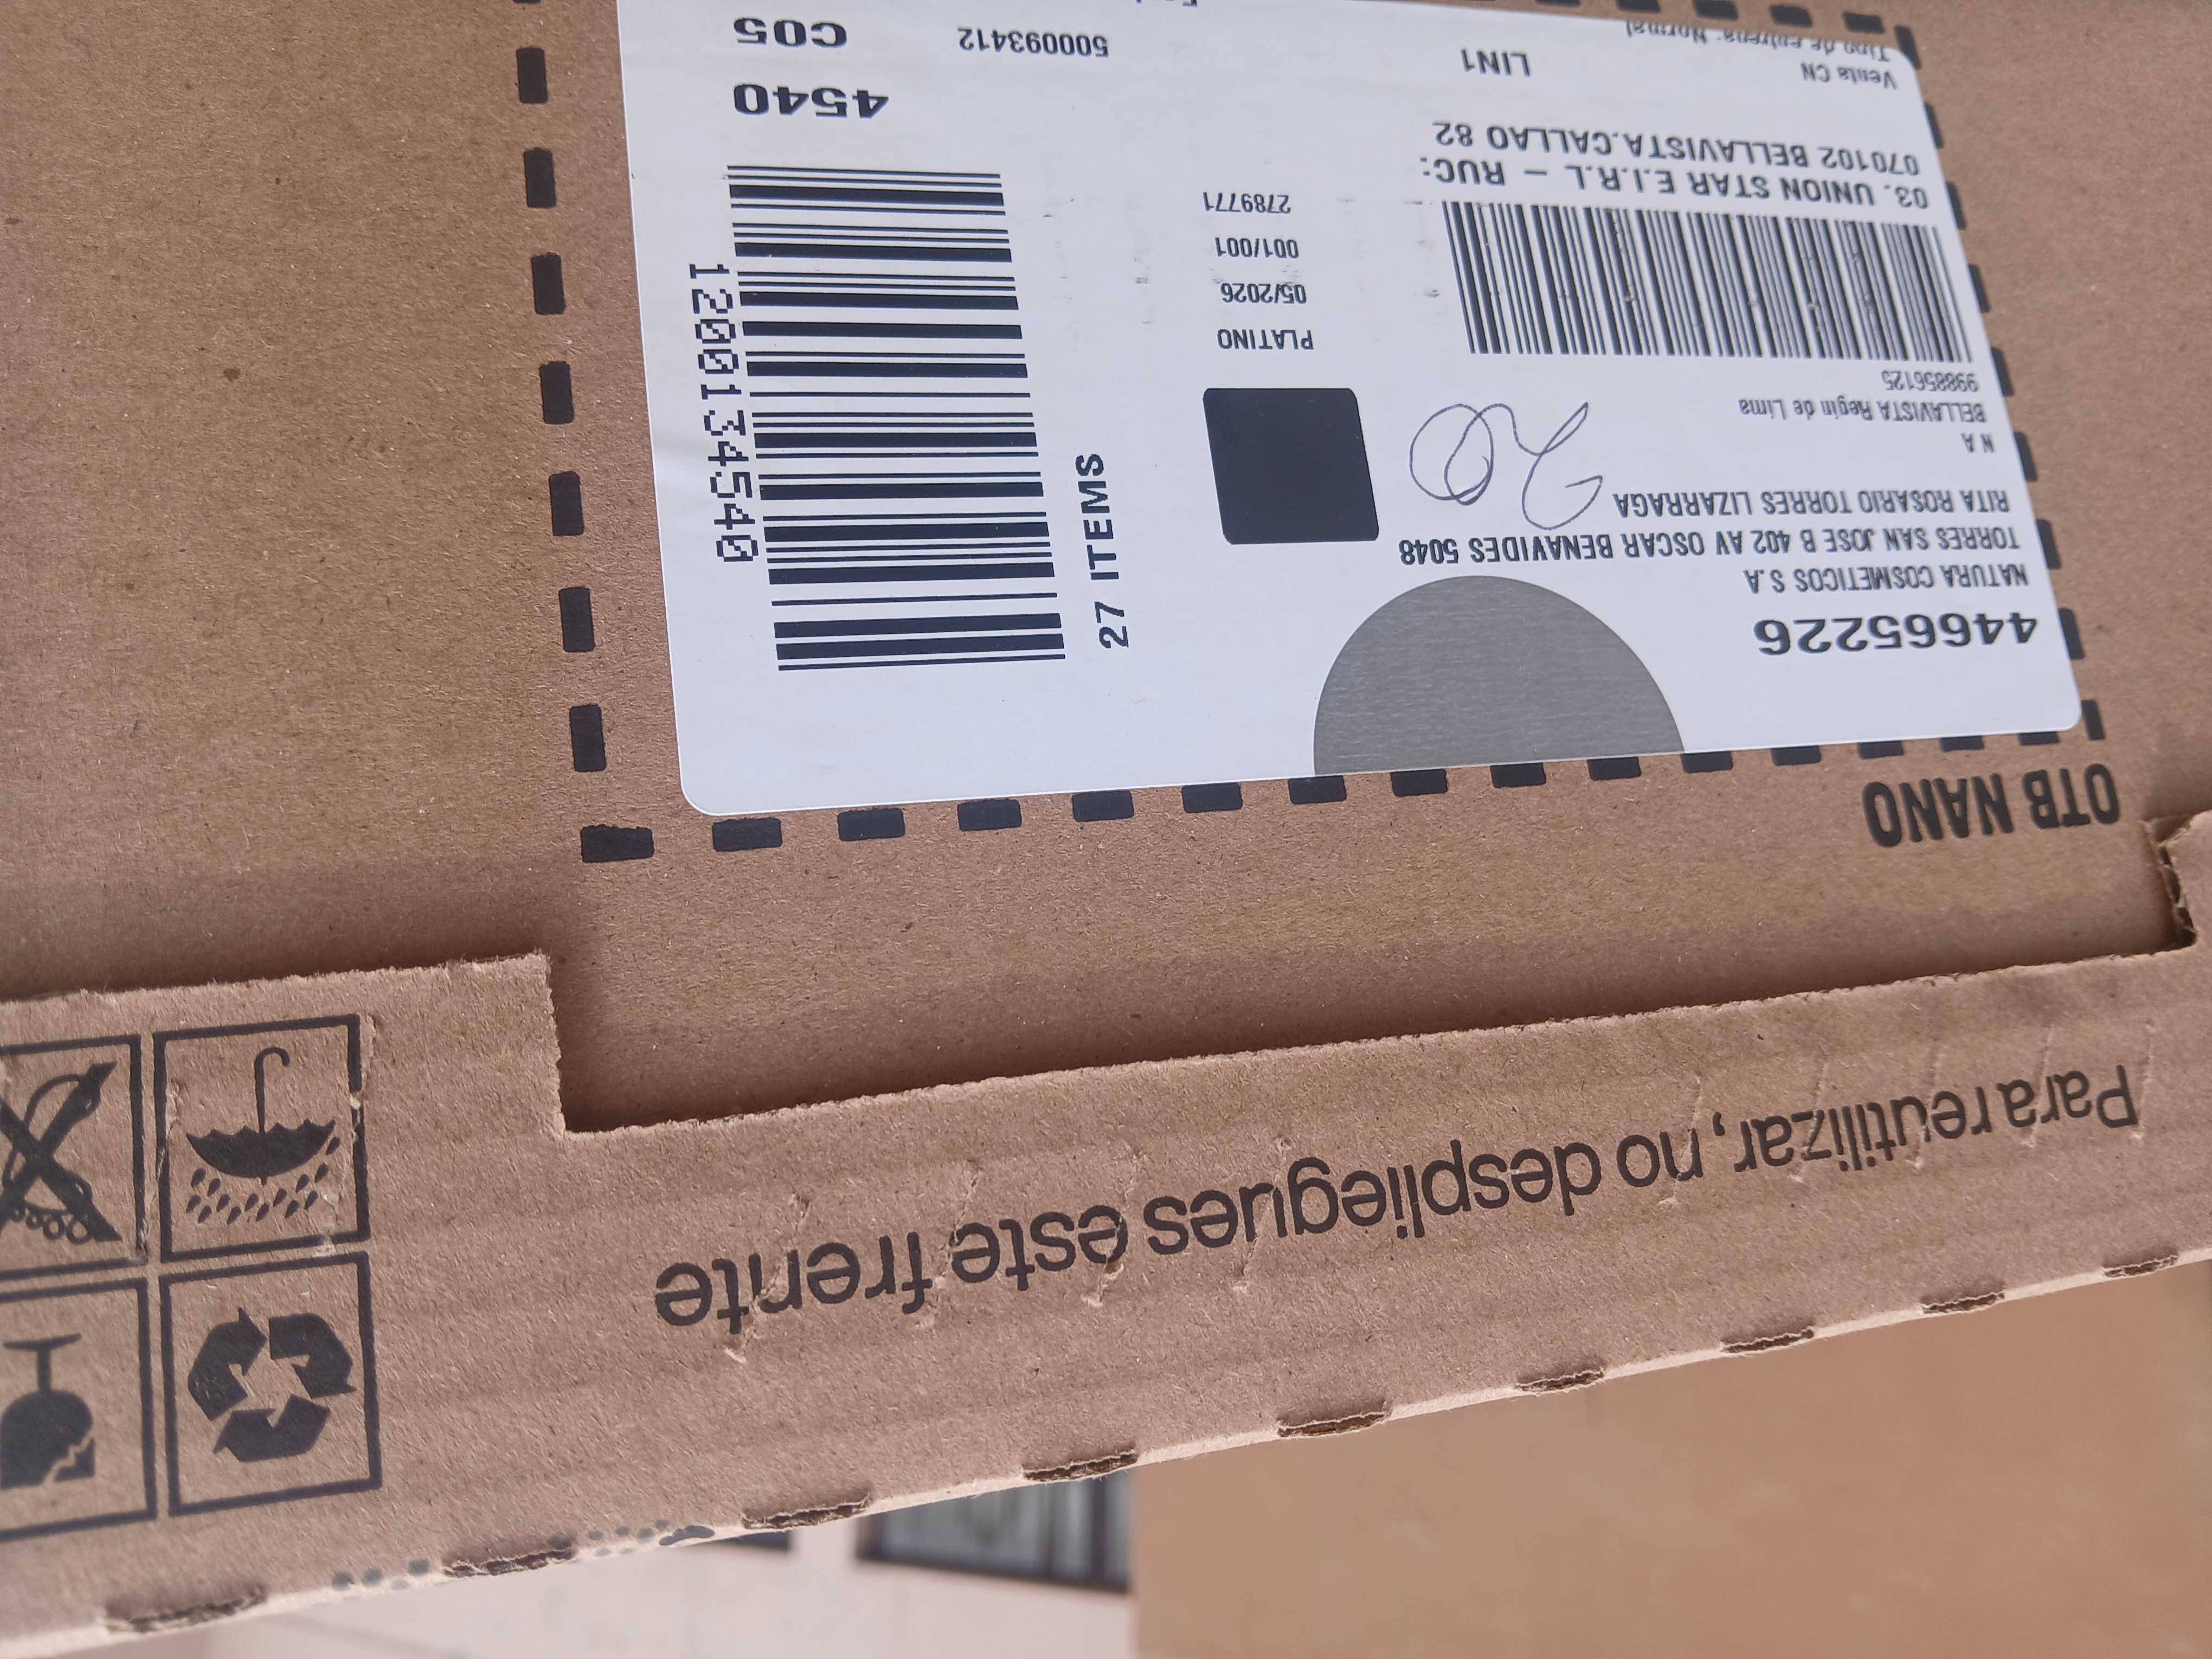 Para reutilizar, no despliegues este frente
OTB NANO
44665226
NATURA COSMETICOS S.A
TORRES SAN JOSE B 402 AV OSCAR BENAVIDES 5048
RITA ROSARIO TORRES LIZARRAGA
N A
BELLAVISTA Regin de Lima
998856125
20
PLATINO
05/2026
001/001
2789771
03. UNION STAR E.I.R.L - RUC:
070102 BELLAVISTA.CALLAO 82
Venta CN
LIN1
Tipo de entrega: Normal
500093412
27 ITEMS
1200134540
4540
C05